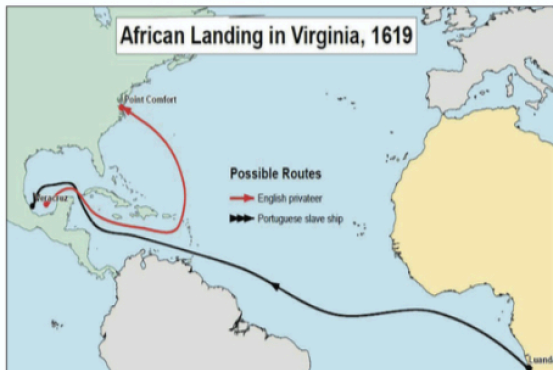 African Landing in Virginia, 1619
Point Comfort
Possible Routes
English privateer
Portuguese slave ship
Veracruz
Luanda